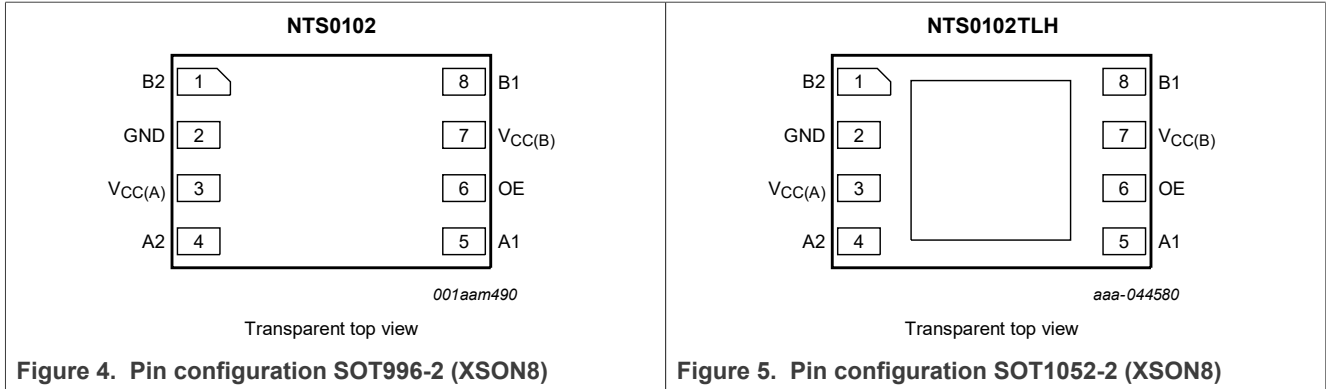 NTS0102
B2 1 8 B1
GND 2 7 VCC(B)
VCC(A) 3 6 OE
A2 4 5 A1
001aam490
Transparent top view
Figure 4. Pin configuration SOT996-2 (XSON8)
NTS0102TLH
B2 1 8 B1
GND 2 7 VCC(B)
VCC(A) 3 6 OE
A2 4 5 A1
aaa-044580
Transparent top view
Figure 5. Pin configuration SOT1052-2 (XSON8)